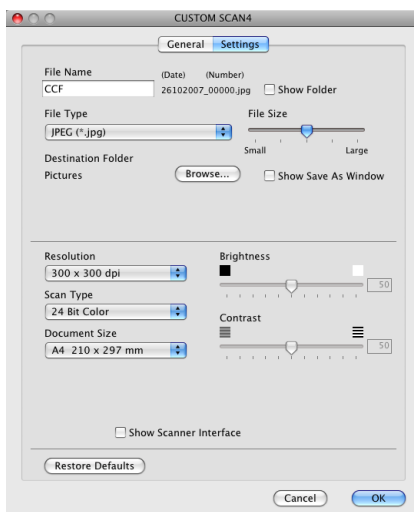 CUSTOM SCAN4
General Settings
File Name (Date) (Number)
CCF 26102007_00000.jpg Show Folder
File Type File Size
JPEG (*.jpg)
Small Large
Destination Folder
Pictures Browse... Show Save As Window
Resolution Brightness
300 x 300 dpi
50
Scan Type
24 Bit Color Contrast
Document Size
A4 210 x 297 mm 50
Show Scanner Interface
Restore Defaults
Cancel OK